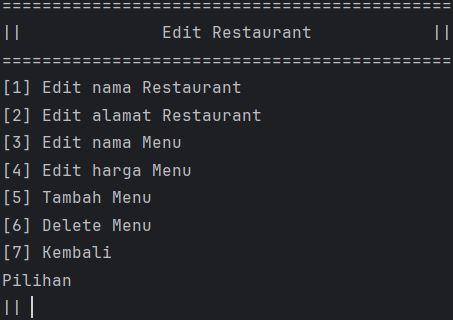 =============================================
||              Edit Restaurant            ||
=============================================
[1] Edit nama Restaurant
[2] Edit alamat Restaurant
[3] Edit nama Menu
[4] Edit harga Menu
[5] Tambah Menu
[6] Delete Menu
[7] Kembali
Pilihan
||